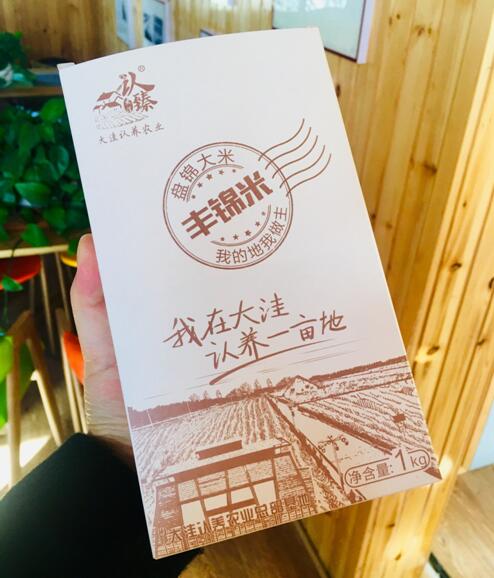 认臻®
大洼认养农业
盘锦大米
丰锦米
我的地我做主
我在大洼
认养一亩地
净含量:1kg
大洼认养农业总部基地